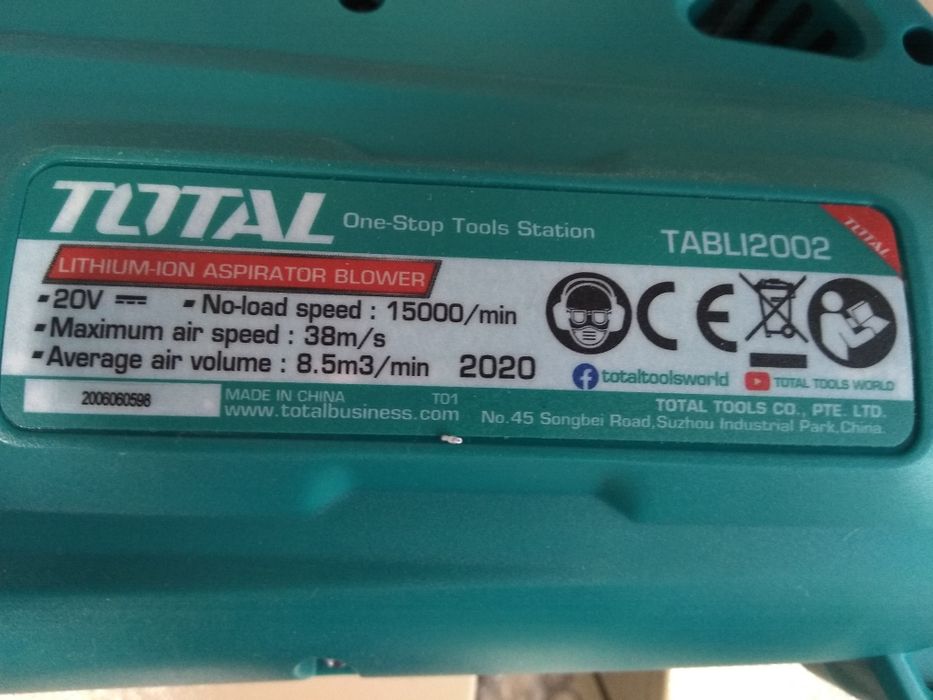 TOTAL One-Stop Tools Station
TABLI2002
TOTAL
LITHIUM-ION ASPIRATOR BLOWER
20V No-load speed : 15000/min
Maximum air speed : 38m/s
Average air volume : 8.5m3/min 2020
CE
totaltoolsworld TOTAL TOOLS WORLD
2006060598
MADE IN CHINA T01
www.totalbusiness.com
TOTAL TOOLS CO., PTE. LTD.
No.45 Songbei Road,Suzhou Industrial Park,China.